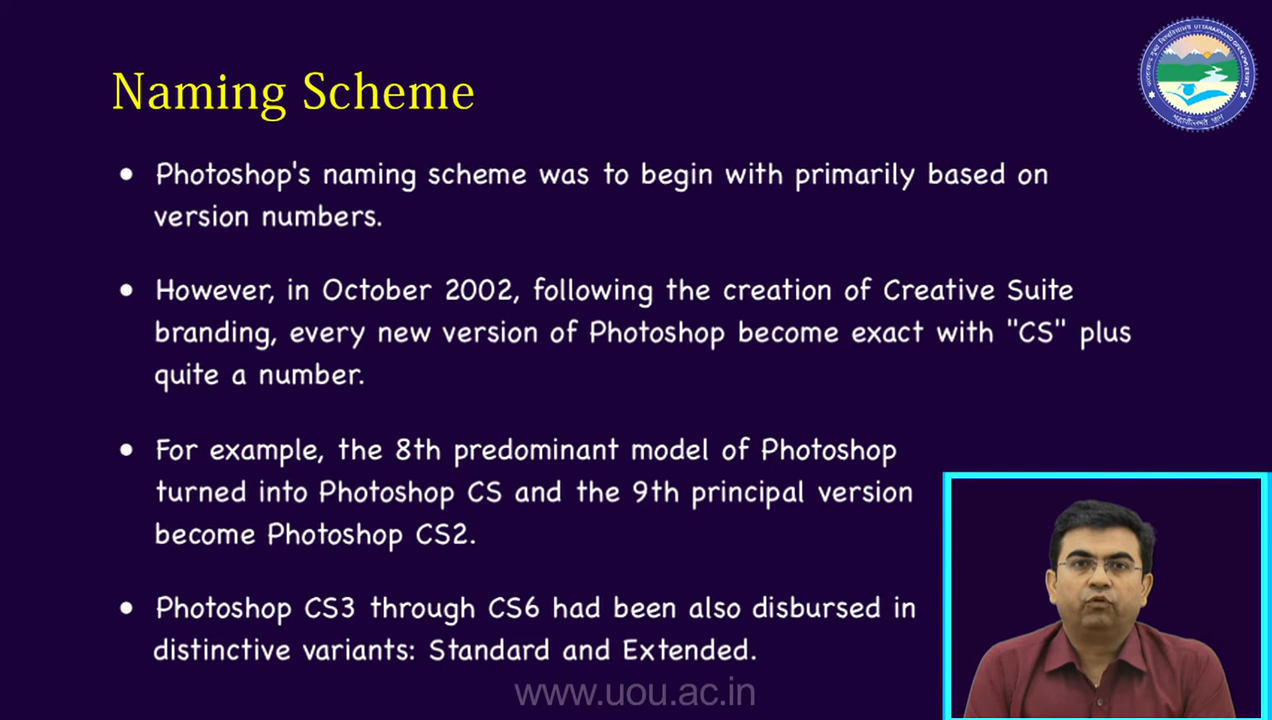 Naming Scheme
• Photoshop's naming scheme was to begin with primarily based on
version numbers.
• However, in October 2002, following the creation of Creative Suite
branding, every new version of Photoshop become exact with "CS" plus
quite a number.
• For example, the 8th predominant model of Photoshop
turned into Photoshop CS and the 9th principal version
become Photoshop CS2.
• Photoshop CS3 through CS6 had been also disbursed in
distinctive variants: Standard and Extended.
www.uou.ac.in
UTTARAKHAND OPEN UNIVERSITY